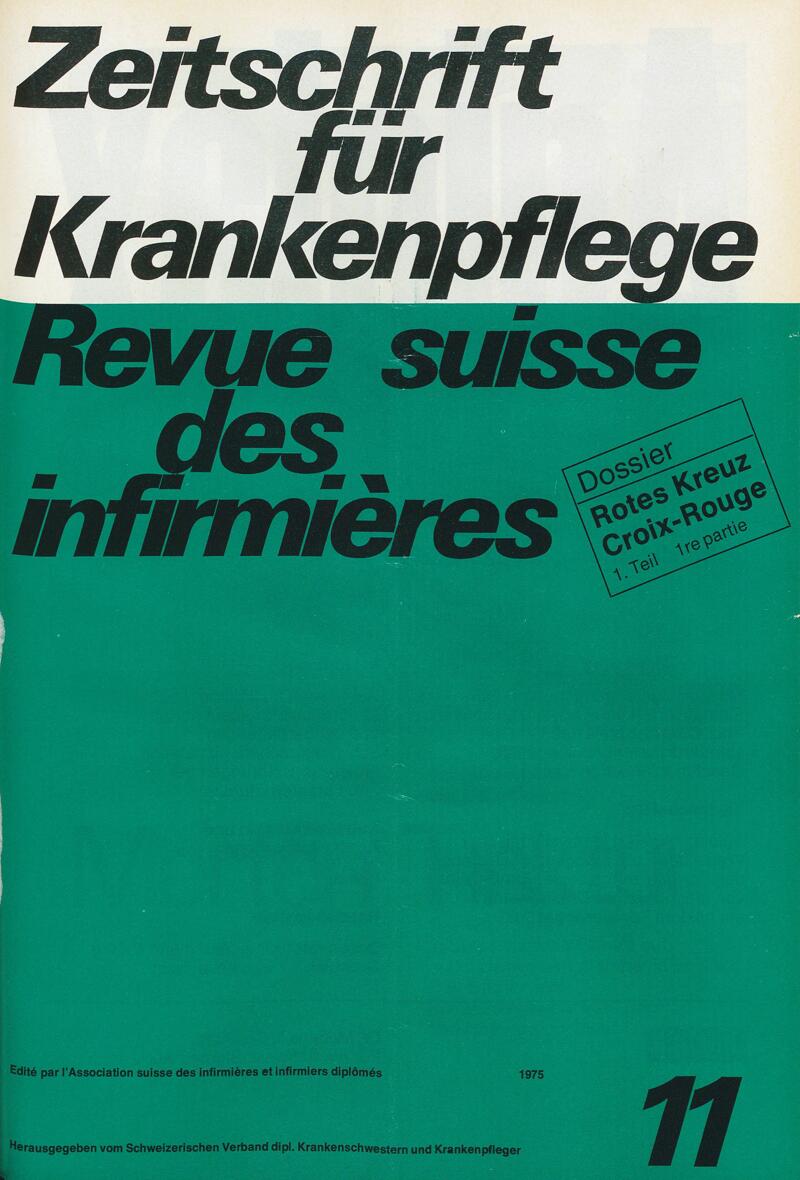 Zeitschrift
für
Krankenpflege
Revue suisse
des
infirmières
Dossier
Rotes Kreuz
Croix-Rouge
1. Teil 1re partie
Edité par l'Association suisse des infirmières et infirmiers diplômés
1975
11
Herausgegeben vom Schweizerischen Verband dipl. Krankenschwestern und Krankenpfleger